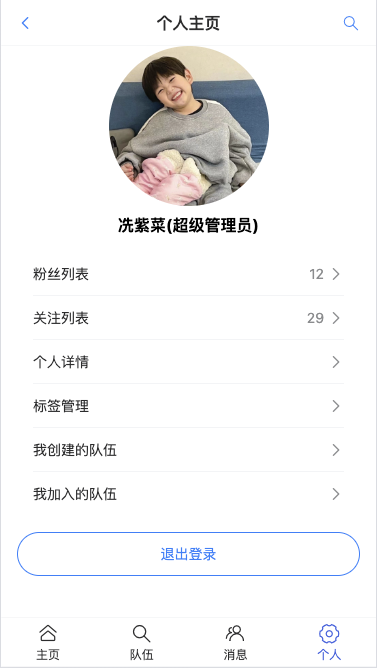 个人主页
冼紫菜(超级管理员)
粉丝列表 12
关注列表 29
个人详情
标签管理
我创建的队伍
我加入的队伍
退出登录
主页 队伍 消息 个人